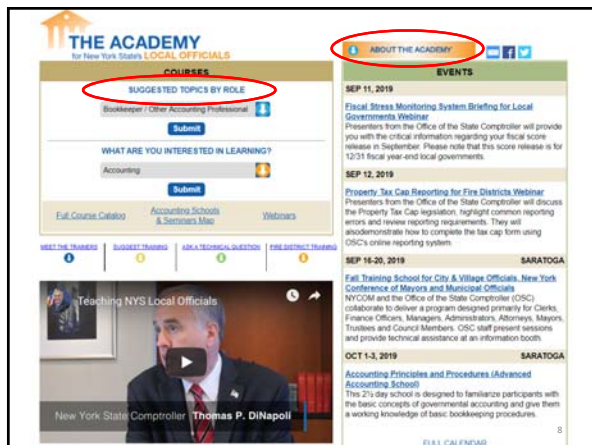 THE ACADEMY
for New York State's LOCAL OFFICIALS
ABOUT THE ACADEMY
COURSES
SUGGESTED TOPICS BY ROLE
Bookkeeper / Other Accounting Professional
Submit
WHAT ARE YOU INTERESTED IN LEARNING?
Accounting
Submit
Full Course Catalog
Accounting Schools
& Seminars Map
Webinars
MEET THE TRAINERS
SUGGEST TRAINING
ASK A TECHNICAL QUESTION
FIRE DISTRICT TRAINING
Teaching NYS Local Officials
New York State Comptroller Thomas P. DiNapoli
EVENTS
SEP 11, 2019
Fiscal Stress Monitoring System Briefing for Local
Governments Webinar
Presenters from the Office of the State Comptroller will provide
you with the critical information regarding your fiscal score
release in September. Please note that this score release is for
12/31 fiscal year-end local governments.
SEP 12, 2019
Property Tax Cap Reporting for Fire Districts Webinar
Presenters from the Office of the State Comptroller will discuss
the Property Tax Cap legislation, highlight common reporting
errors and review reporting requirements. They will
alsodemonstrate how to complete the tax cap form using
OSC's online reporting system.
SEP 16-20, 2019 SARATOGA
Fall Training School for City & Village Officials, New York
Conference of Mayors and Municipal Officials
NYCOM and the Office of the State Comptroller (OSC)
collaborate to deliver a program designed primarily for Clerks,
Finance Officers, Managers, Administrators, Attorneys, Mayors,
Trustees and Council Members. OSC staff present sessions
and provide technical assistance at an information booth.
OCT 1-3, 2019 SARATOGA
Accounting Principles and Procedures (Advanced
Accounting School)
This 2½ day school is designed to familiarize participants with
the basic concepts of governmental accounting and give them
a working knowledge of basic bookkeeping procedures.
8
FULL CALENDAR